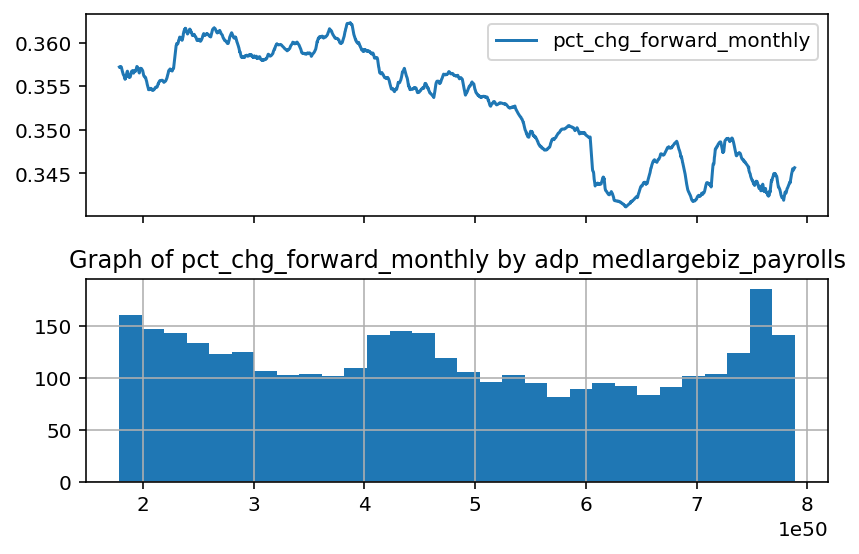 0.360
0.355
0.350
0.345
pct_chg_forward_monthly
Graph of pct_chg_forward_monthly by adp_medlargebiz_payrolls
150
100
50
0
2 3 4 5 6 7 8
1e50